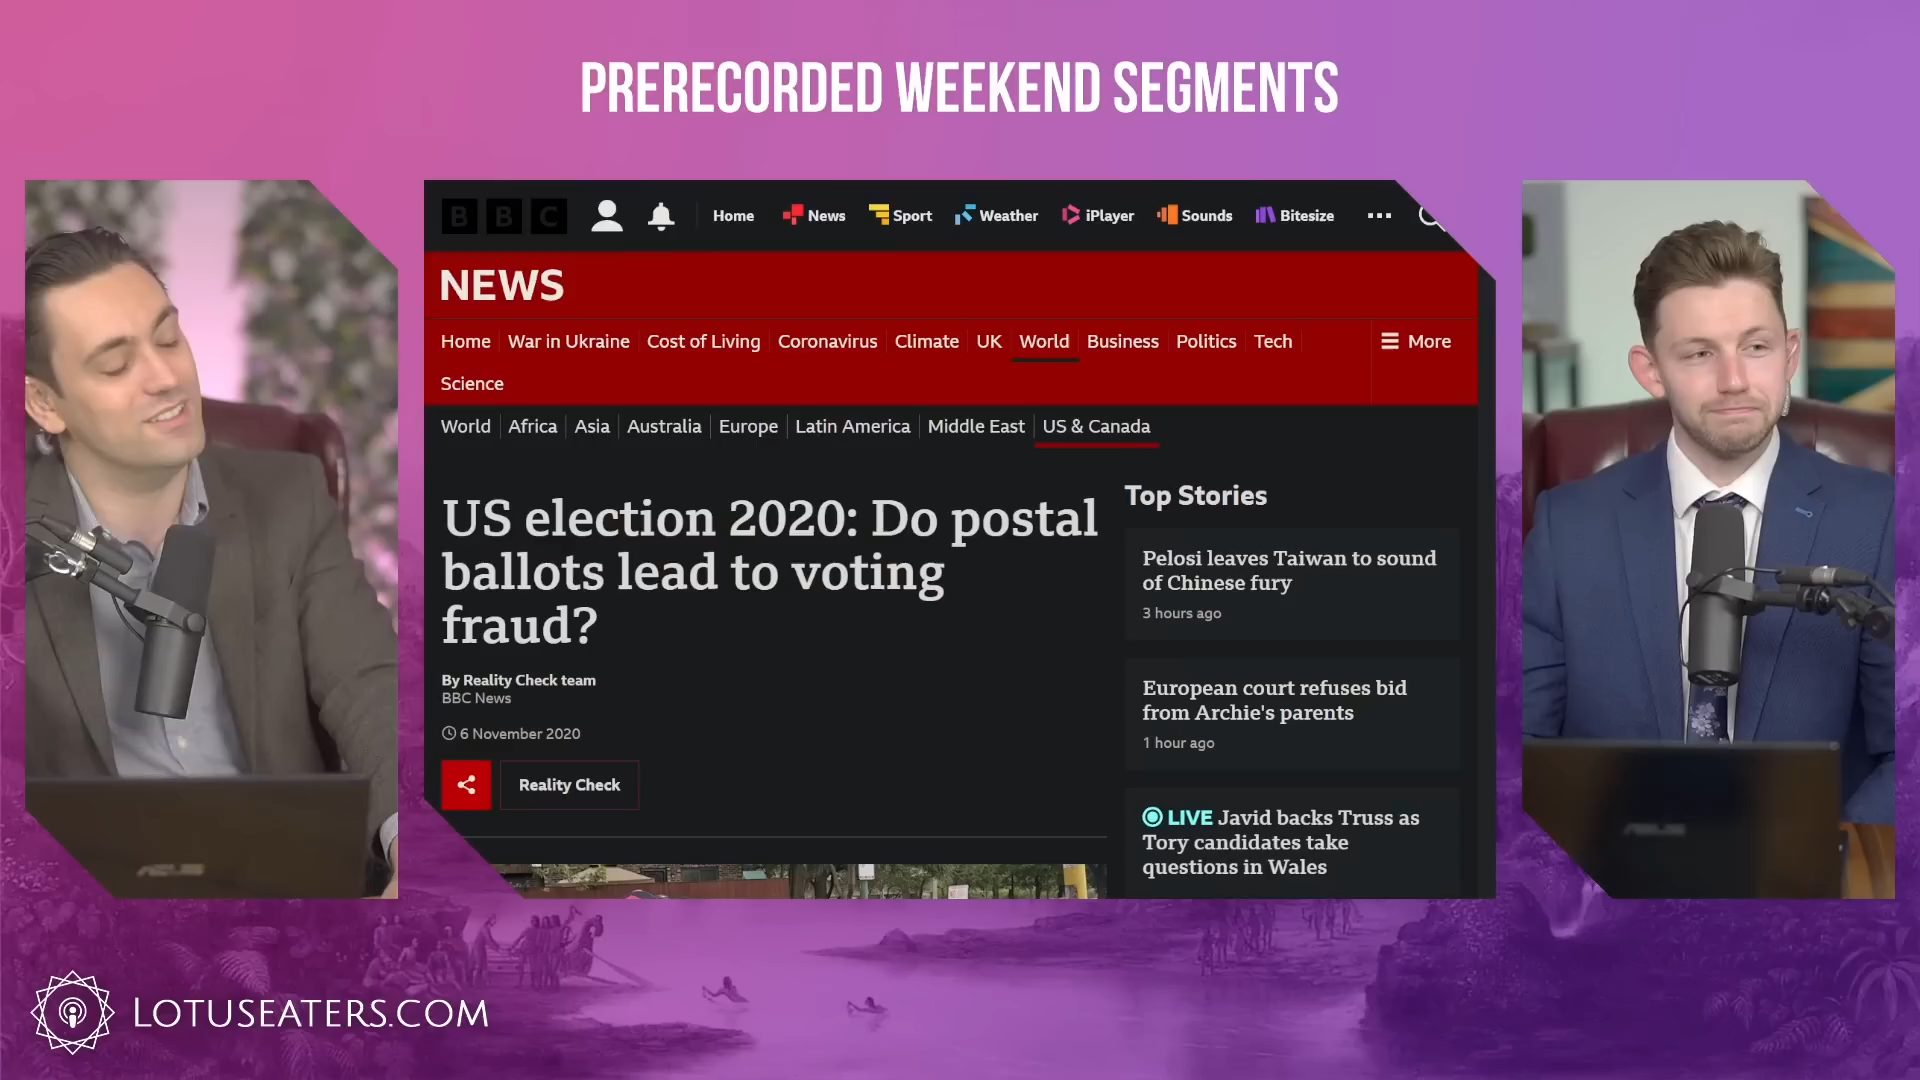 PRERECORDED WEEKEND SEGMENTS
BBC
Home
News
Sport
Weather
iPlayer
Sounds
Bitesize
NEWS
Home
War in Ukraine
Cost of Living
Coronavirus
Climate
UK
World
Business
Politics
Tech
More
Science
World
Africa
Asia
Australia
Europe
Latin America
Middle East
US & Canada
US election 2020: Do postal
ballots lead to voting
fraud?
By Reality Check team
BBC News
6 November 2020
Reality Check
Top Stories
Pelosi leaves Taiwan to sound
of Chinese fury
3 hours ago
European court refuses bid
from Archie's parents
1 hour ago
LIVE Javid backs Truss as
Tory candidates take
questions in Wales
ASUS
ASUS
LOTUSEATERS.COM